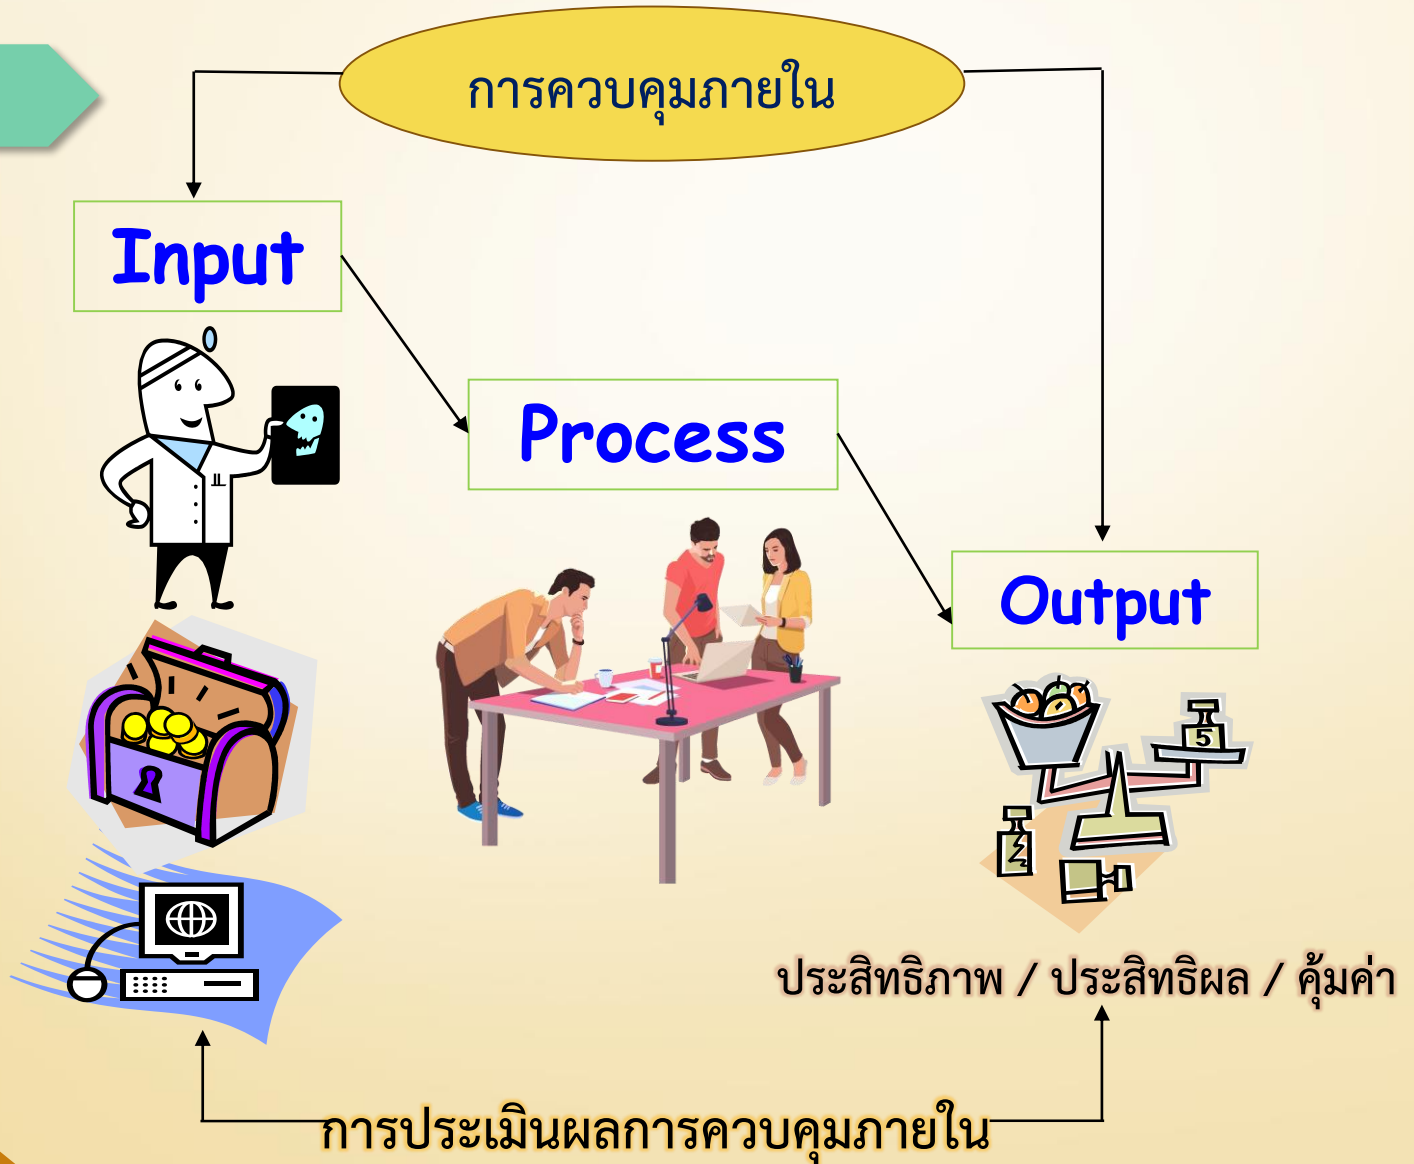 การควบคุมภายใน
Input
Process
Output
5
ประสิทธิภาพ / ประสิทธิผล / คุ้มค่า
การประเมินผลการควบคุมภายใน